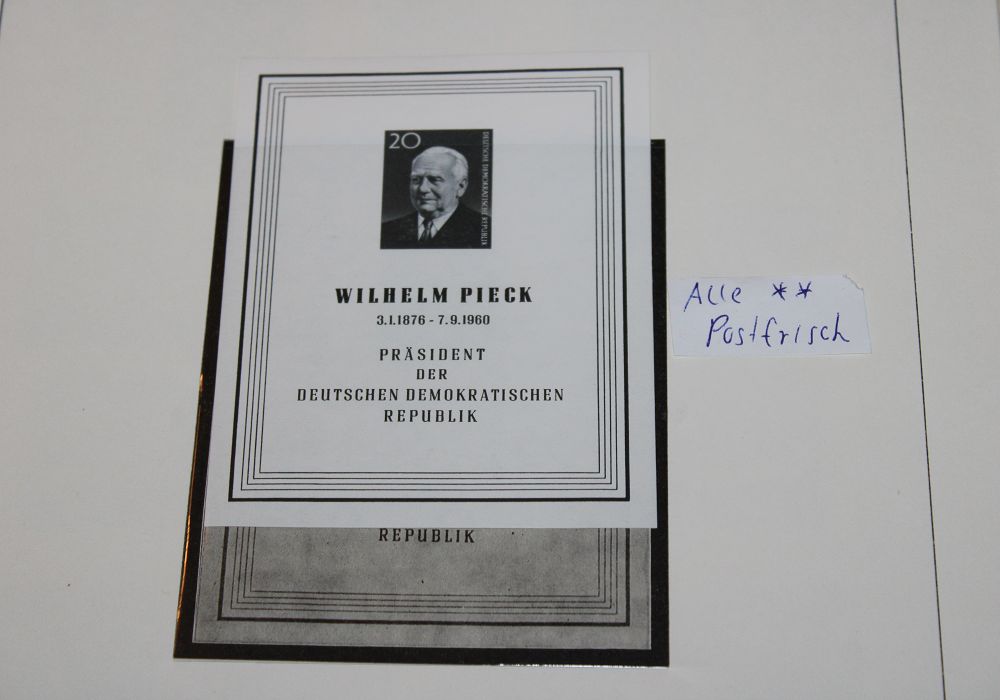 20
DEUTSCHE DEMOKRATISCHE REPUBLIK
WILHELM PIECK
3.1.1876 - 7.9.1960
PRÄSIDENT
DER
DEUTSCHEN DEMOKRATISCHEN
REPUBLIK
REPUBLIK
Alle **
Postfrisch